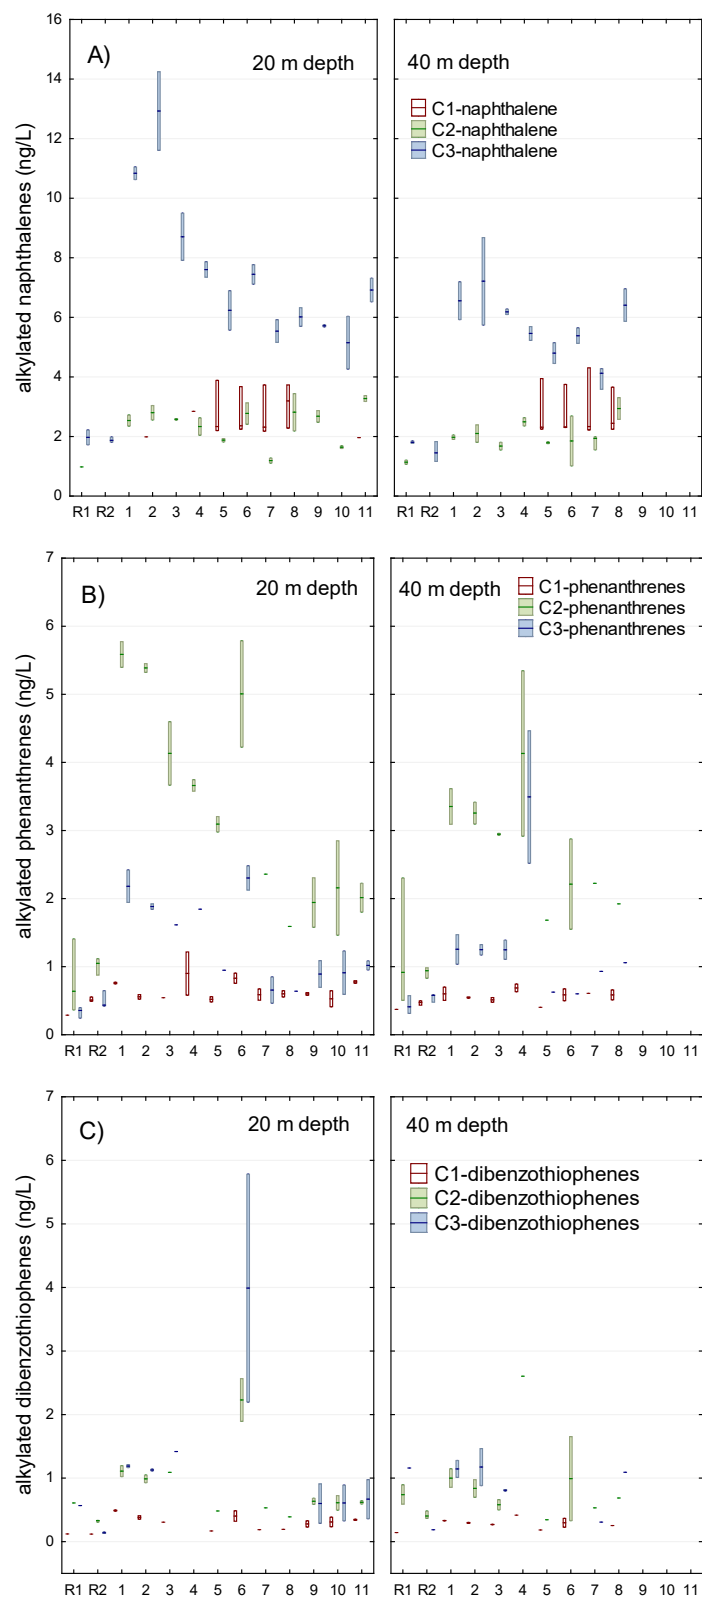 A)
20 m depth
40 m depth
C1-naphthalene
C2-naphthalene
C3-naphthalene
alkylated naphthalenes (ng/L)
16
14
12
10
8
6
4
2
0
R1 R2 1 2 3 4 5 6 7 8 9 10 11
R1 R2 1 2 3 4 5 6 7 8 9 10 11
B)
20 m depth
40 m depth
C1-phenanthrenes
C2-phenanthrenes
C3-phenanthrenes
alkylated phenanthrenes (ng/L)
7
6
5
4
3
2
1
0
R1 R2 1 2 3 4 5 6 7 8 9 10 11
R1 R2 1 2 3 4 5 6 7 8 9 10 11
C)
20 m depth
40 m depth
C1-dibenzothiophenes
C2-dibenzothiophenes
C3-dibenzothiophenes
alkylated dibenzothiophenes (ng/L)
7
6
5
4
3
2
1
0
R1 R2 1 2 3 4 5 6 7 8 9 10 11
R1 R2 1 2 3 4 5 6 7 8 9 10 11